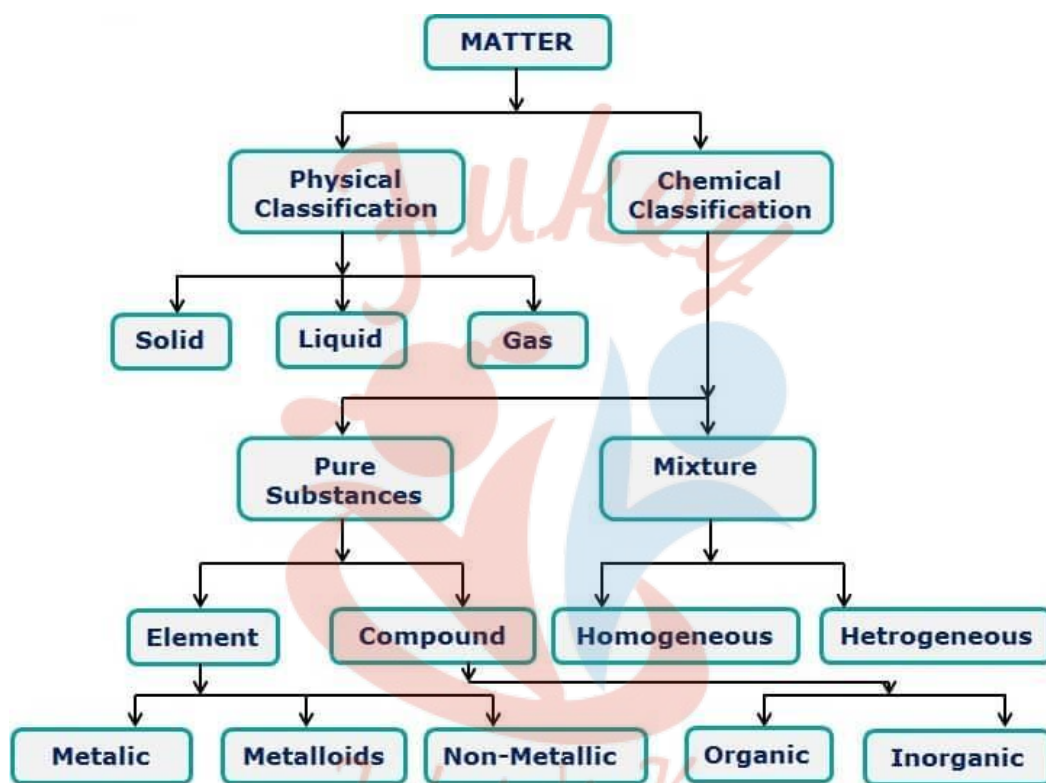 MATTER
Physical
Classification
Chemical
Classification
Solid
Liquid
Gas
Pure
Substances
Mixture
Element
Compound
Homogeneous
Hetrogeneous
Metalic
Metalloids
Non-Metallic
Organic
Inorganic
Jukey